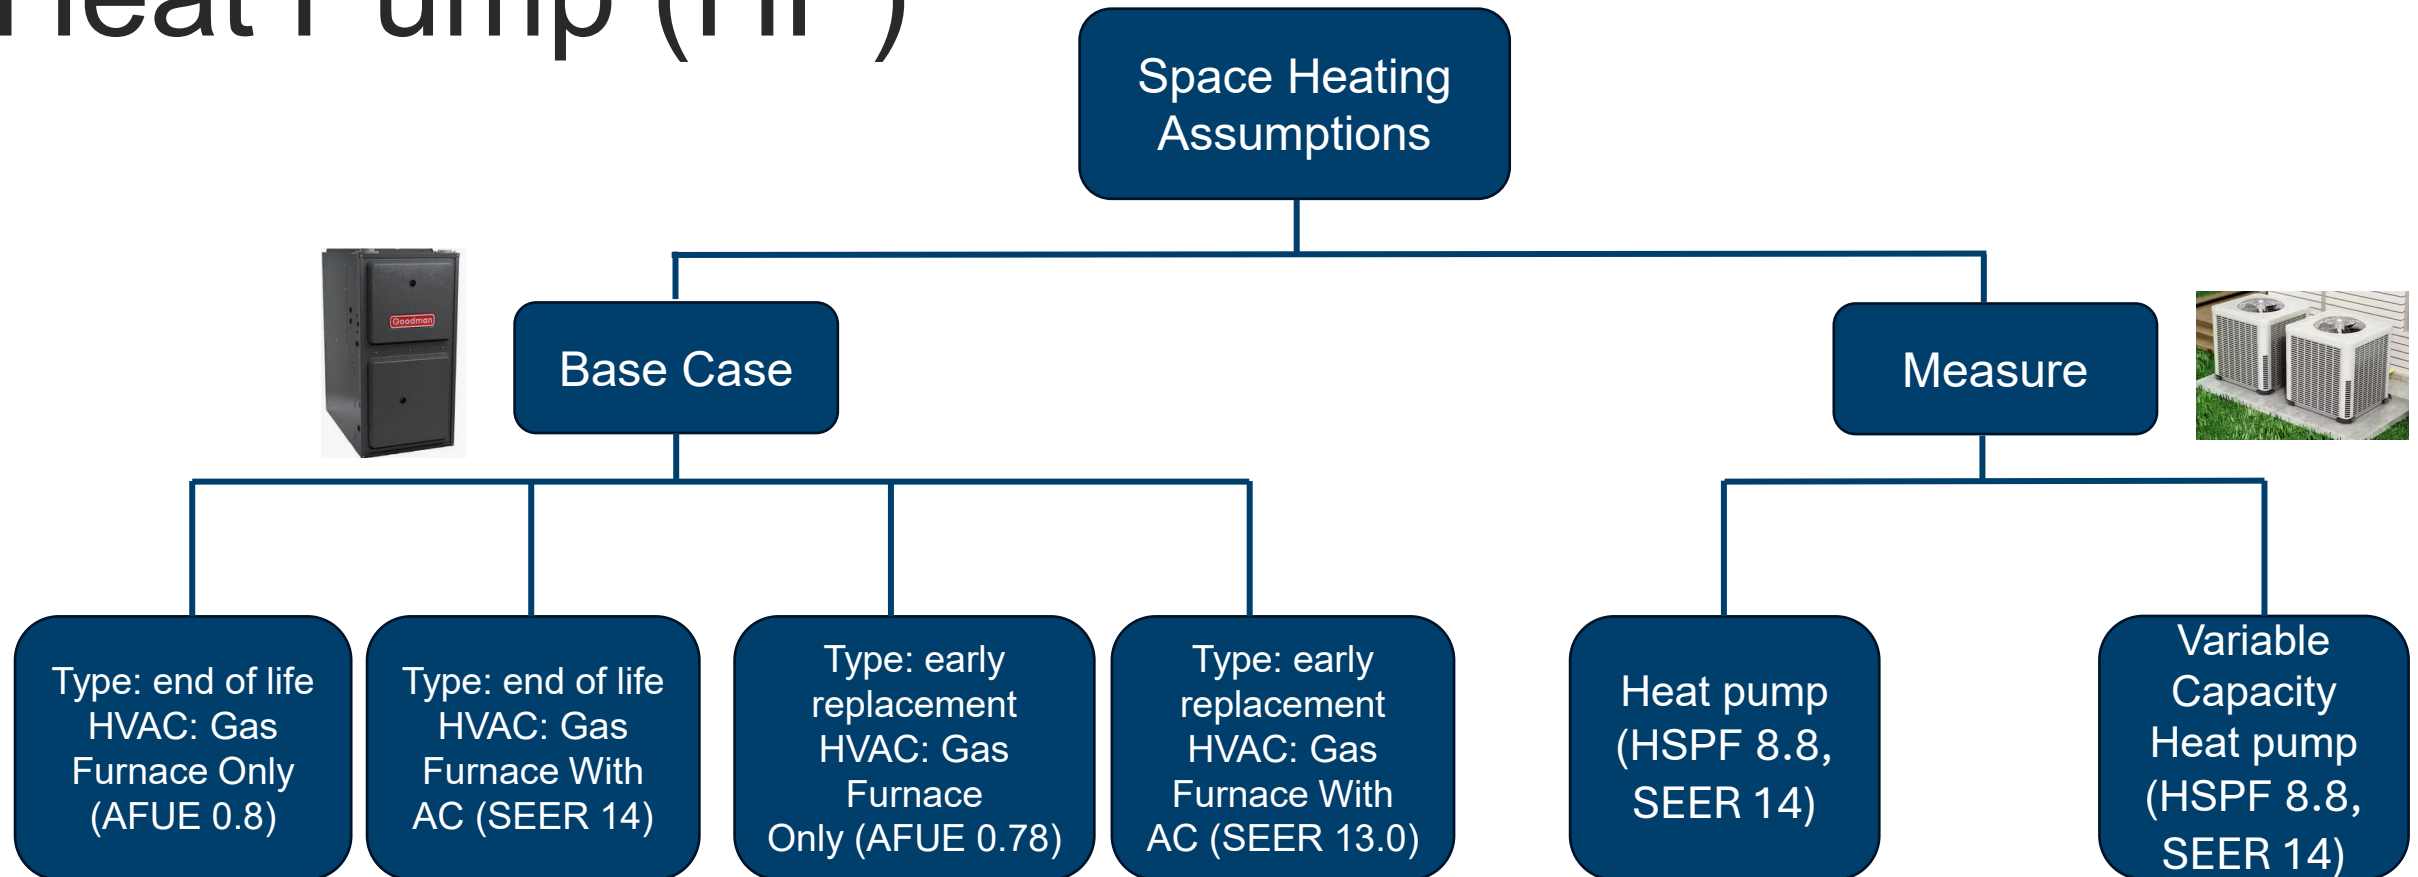 Heat Pump (HP)
Space Heating
Assumptions
Goodman
Base Case
Measure
Type: end of life
HVAC: Gas
Furnace Only
(AFUE 0.8)
Type: end of life
HVAC: Gas
Furnace With
AC (SEER 14)
Type: early
replacement
HVAC: Gas
Furnace
Only (AFUE 0.78)
Type: early
replacement
HVAC: Gas
Furnace With
AC (SEER 13.0)
Heat pump
(HSPF 8.8,
SEER 14)
Variable
Capacity
Heat pump
(HSPF 8.8,
SEER 14)